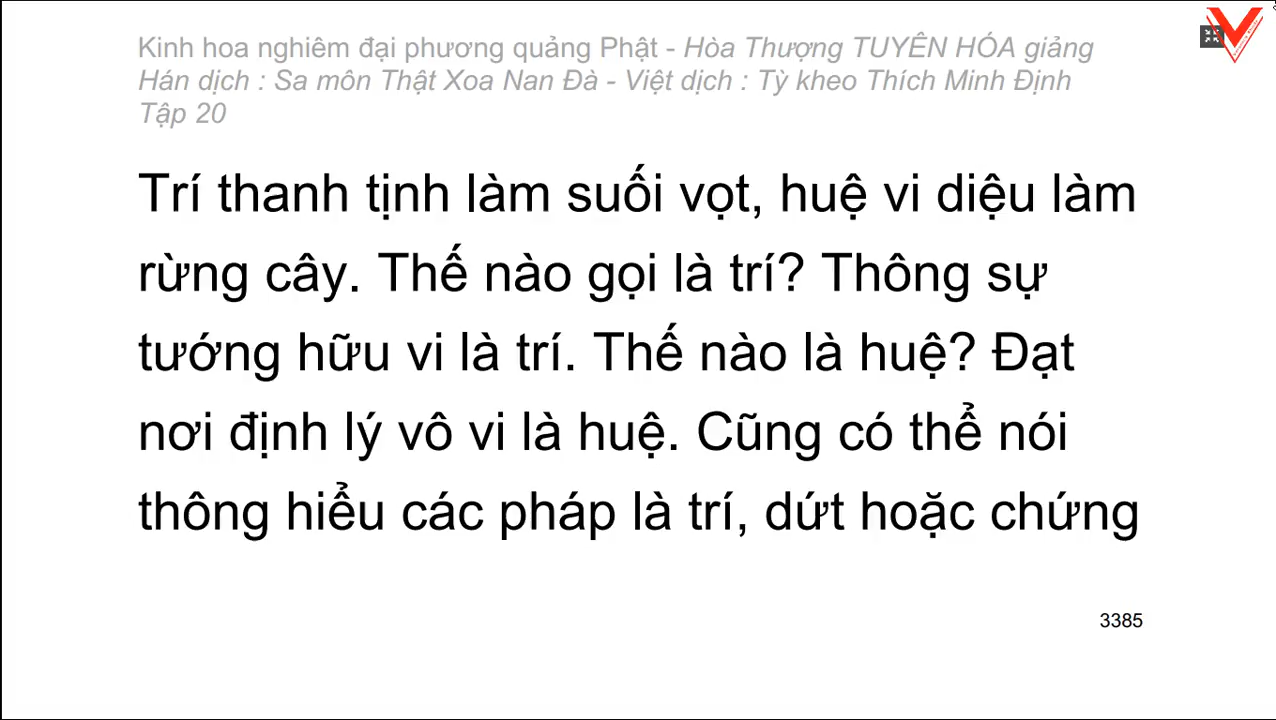 Kinh hoa nghiêm đại phương quảng Phật - Hòa Thượng TUYÊN HÓA giảng
Hán dịch : Sa môn Thật Xoa Nan Đà - Việt dịch : Tỳ kheo Thích Minh Định
Tập 20
Trí thanh tịnh làm suối vọt, huệ vi diệu làm
rừng cây. Thế nào gọi là trí? Thông sự
tướng hữu vi là trí. Thế nào là huệ? Đạt
nơi định lý vô vi là huệ. Cũng có thể nói
thông hiểu các pháp là trí, dứt hoặc chứng
3385